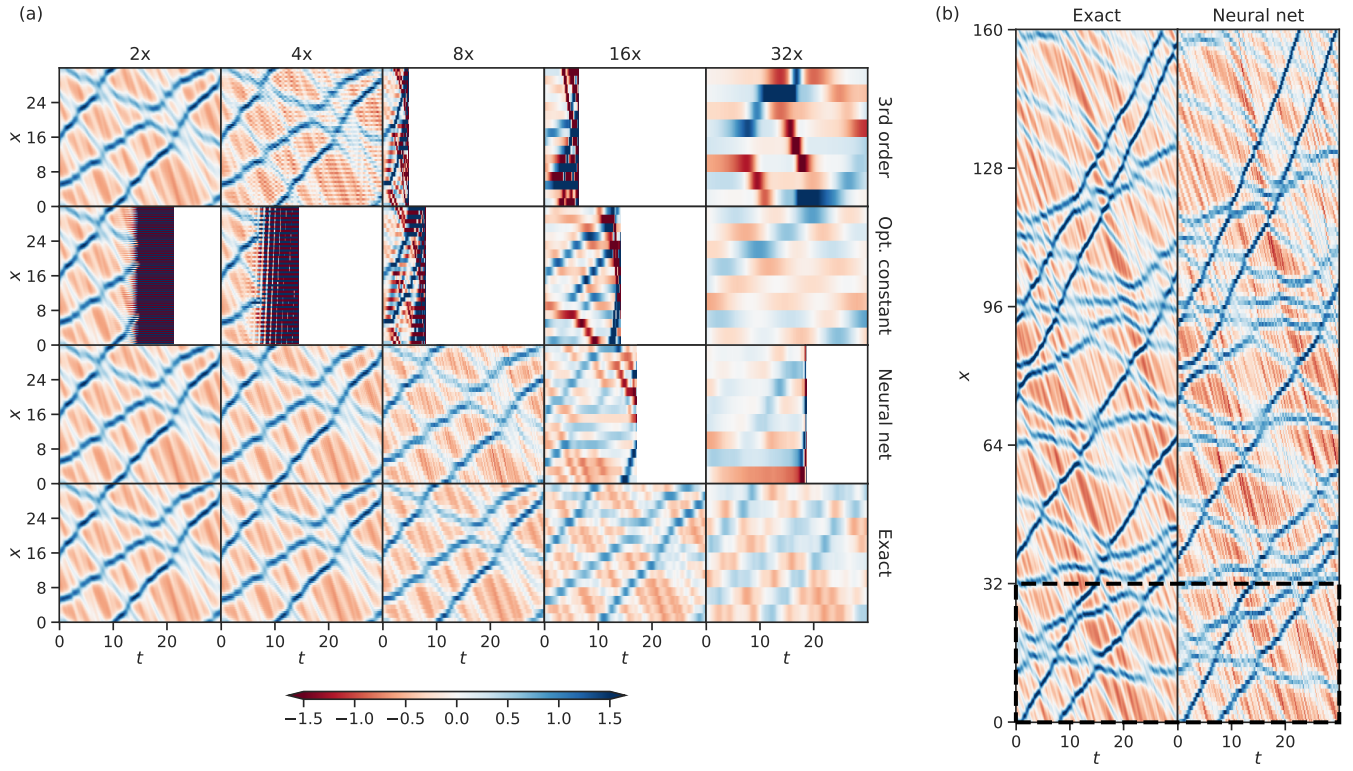 (a)
2x 4x 8x 16x 32x
x
24
16
8
0
3rd order
x
24
16
8
0
Opt. constant
x
24
16
8
0
Neural net
x
24
16
8
0
Exact
0 10 20 0 10 20 0 10 20 0 10 20 0 10 20
t t t t t
−1.5 −1.0 −0.5 0.0 0.5 1.0 1.5
(b)
Exact Neural net
160
128
96
x
64
32
0
0 10 20 0 10 20
t t